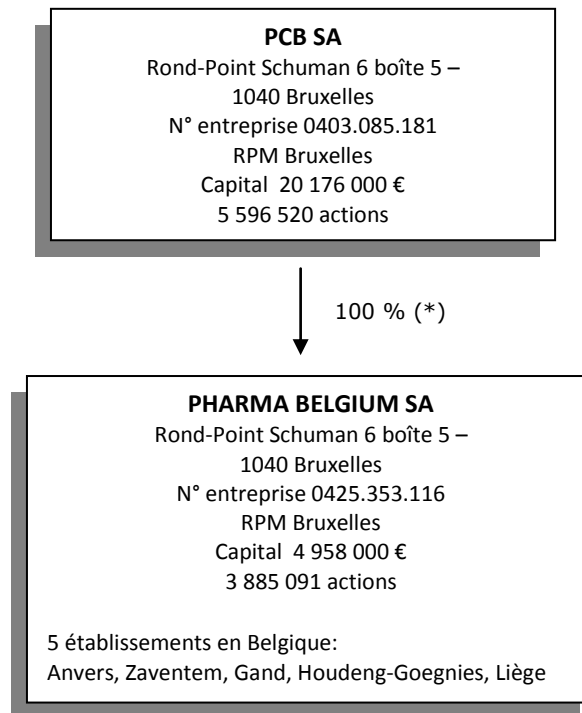 PCB SA
Rond-Point Schuman 6 boîte 5 –
1040 Bruxelles
N° entreprise 0403.085.181
RPM Bruxelles
Capital 20 176 000 €
5 596 520 actions
100 % (*)
PHARMA BELGIUM SA
Rond-Point Schuman 6 boîte 5 –
1040 Bruxelles
N° entreprise 0425.353.116
RPM Bruxelles
Capital 4 958 000 €
3 885 091 actions
5 établissements en Belgique:
Anvers, Zaventem, Gand, Houdeng-Goegnies, Liège